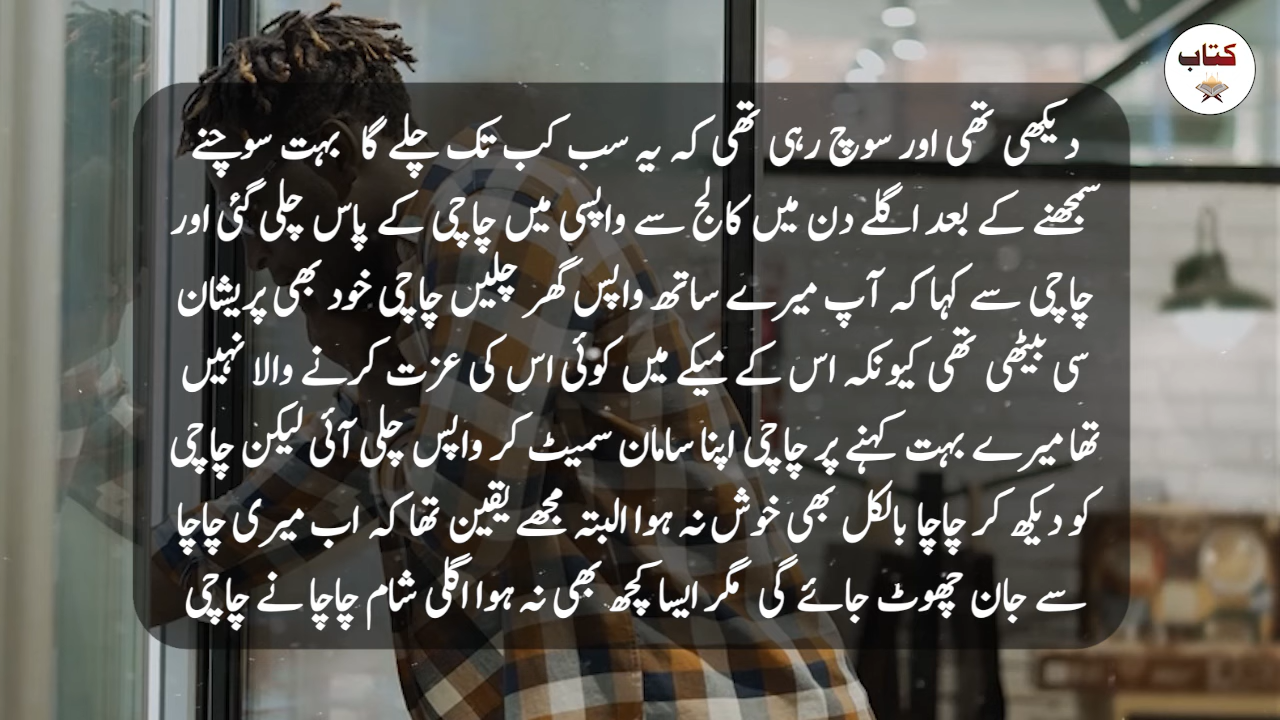 کتاب
دیکھی تھی اور سوچ رہی تھی کہ یہ سب کب تک چلے گا بہت سوچنے
سمجھنے کے بعد اگلے دن میں کالج سے واپسی میں چاچی کے پاس چلی گئی اور
چاچی سے کہا کہ آپ میرے ساتھ واپس گھر چلیں چاچی خود بھی پریشان
سی بیٹھی تھی کیونکہ اس کے میکے میں کوئی اس کی عزت کرنے والا نہیں
تھا میرے بہت کہنے پر چاچی اپنا سامان سمیٹ کر واپس چلی آئی لیکن چاچی
کو دیکھ کر چاچا بالکل بھی خوش نہ ہوا البتہ مجھے یقین تھا کہ اب میری چاچا
سے جان چھوٹ جائے گی مگر ایسا کچھ بھی نہ ہوا اگلی شام چاچا نے چاچی